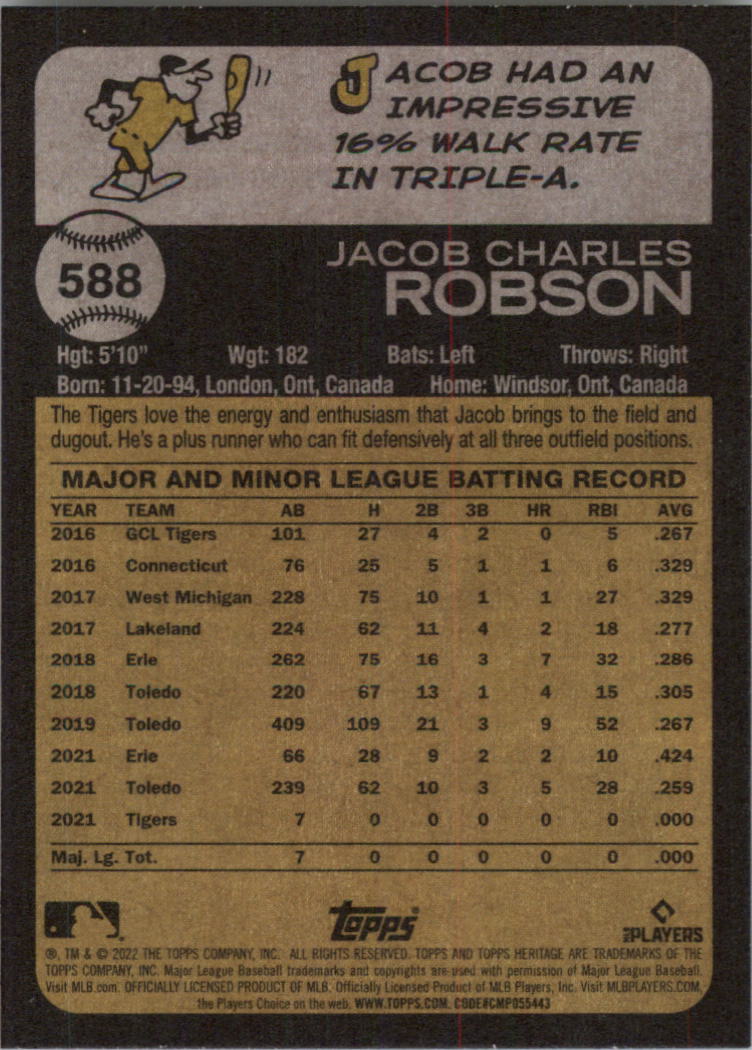 JACOB HAD AN
IMPRESSIVE
16% WALK RATE
IN TRIPLE-A.
588
JACOB CHARLES
ROBSON
Hgt: 5'10" Wgt: 182 Bats: Left Throws: Right
Born: 11-20-94, London, Ont, Canada Home: Windsor, Ont, Canada
The Tigers love the energy and enthusiasm that Jacob brings to the field and
dugout. He's a plus runner who can fit defensively at all three outfield positions.
MAJOR AND MINOR LEAGUE BATTING RECORD
YEAR TEAM AB H 2B 3B HR RBI AVG
2016 GCL Tigers 101 27 4 2 0 5 .267
2016 Connecticut 76 25 5 1 1 6 .329
2017 West Michigan 228 75 10 1 1 27 .329
2017 Lakeland 224 62 11 4 2 18 .277
2018 Erie 262 75 16 3 7 32 .286
2018 Toledo 220 67 13 1 4 15 .305
2019 Toledo 409 109 21 3 9 52 .267
2021 Erie 66 28 9 2 2 10 .424
2021 Toledo 239 62 10 3 5 28 .259
2021 Tigers 7 0 0 0 0 0 .000
Maj. Lg. Tot. 7 0 0 0 0 0 .000
topps
MLB PLAYERS
®, TM & © 2022 THE TOPPS COMPANY, INC. ALL RIGHTS RESERVED. TOPPS AND TOPPS HERITAGE ARE TRADEMARKS OF THE
TOPPS COMPANY, INC. Major League Baseball trademarks and copyrights are used with permission of Major League Baseball.
Visit MLB.com. OFFICIALLY LICENSED PRODUCT OF MLB. Officially Licensed Product of MLB Players, Inc. Visit MLBPLAYERS.COM,
the Players Choice on the web. WWW.TOPPS.COM. CODE#CMP055443